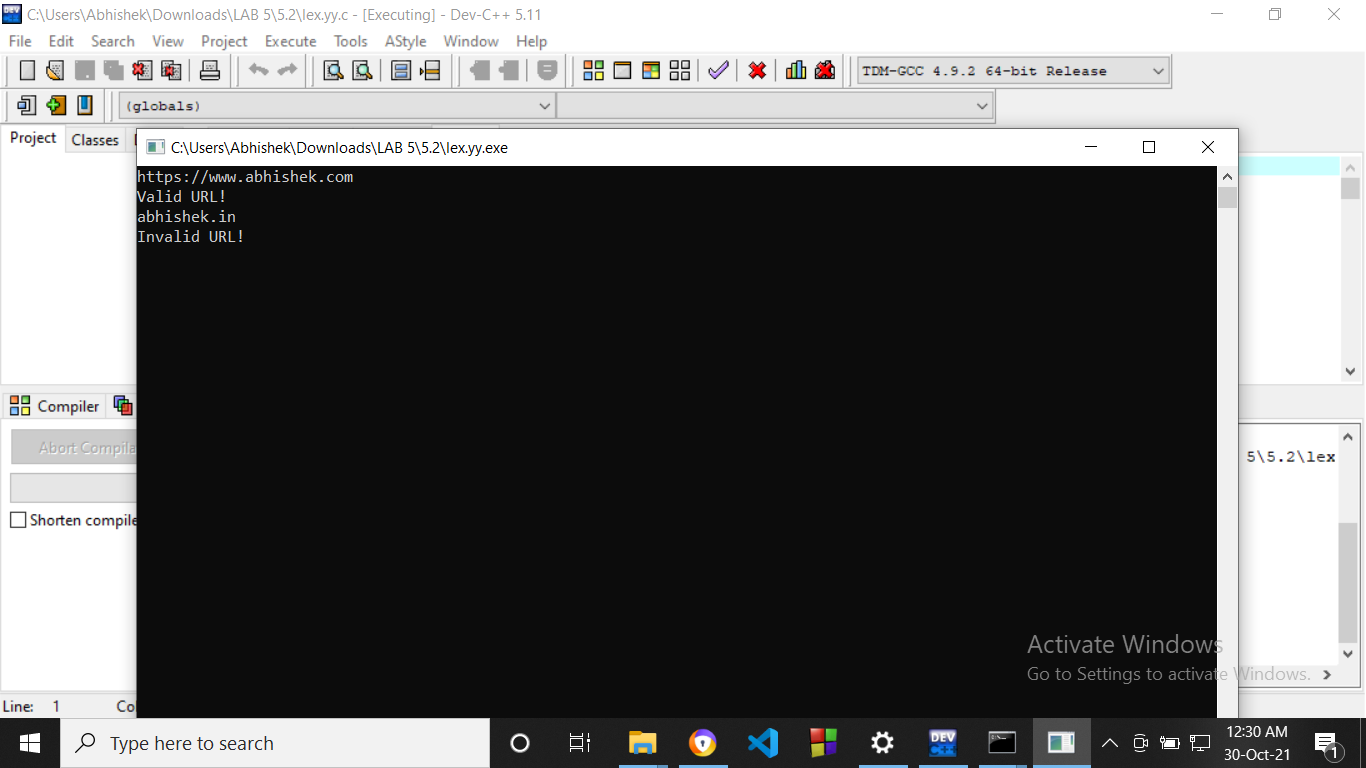 C:\Users\Abhishek\Downloads\LAB 5\5.2\lex.yy.c - [Executing] - Dev-C++ 5.11
File Edit Search View Project Execute Tools AStyle Window Help
TDM-GCC 4.9.2 64-bit Release
(globals)
Project Classes
C:\Users\Abhishek\Downloads\LAB 5\5.2\lex.yy.exe
https://www.abhishek.com
Valid URL!
abhishek.in
Invalid URL!
Compiler
Abort Compila
5\5.2\lex
Shorten compile
Activate Windows
Go to Settings to activate Windows.
Line: 1 Co
Type here to search
DEV
12:30 AM
30-Oct-21
1